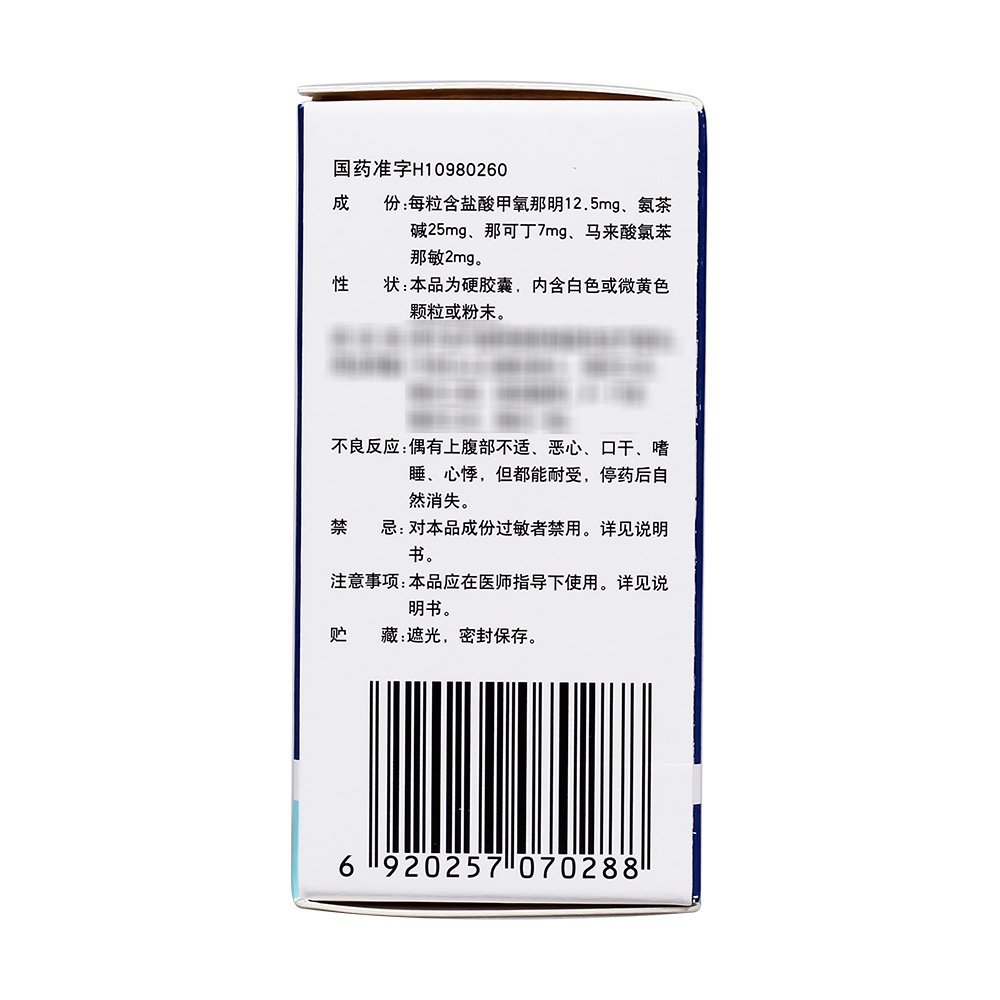 国药准字H10980260
成 份:每粒含盐酸甲氧那明12.5mg、氨茶
碱25mg、那可丁7mg、马来酸氯苯
那敏2mg。
性 状:本品为硬胶囊，内含白色或微黄色
颗粒或粉末。
不良反应:偶有上腹部不适、恶心、口干、嗜
睡、心悸，但都能耐受，停药后自
然消失。
禁 忌:对本品成份过敏者禁用。详见说明
书。
注意事项:本品应在医师指导下使用。详见说
明书。
贮 藏:遮光，密封保存。
6 920257 070288